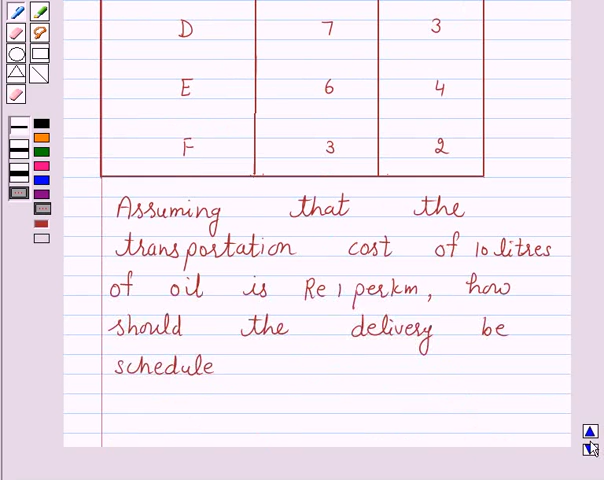 D 7 3
E 6 4
F 3 2
Assuming that the
transportation cost of 10 litres
of oil is Re 1 per km, how
should the delivery be
schedule